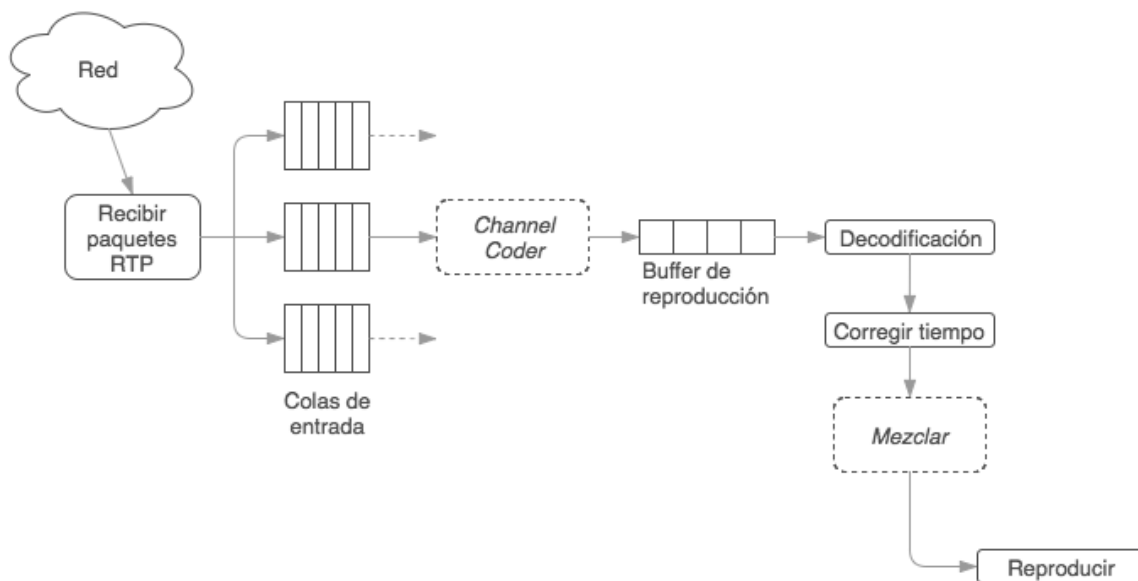 Red
Recibir
paquetes
RTP
Colas de
entrada
Channel
Coder
Buffer de
reproducción
Decodificación
Corregir tiempo
Mezclar
Reproducir